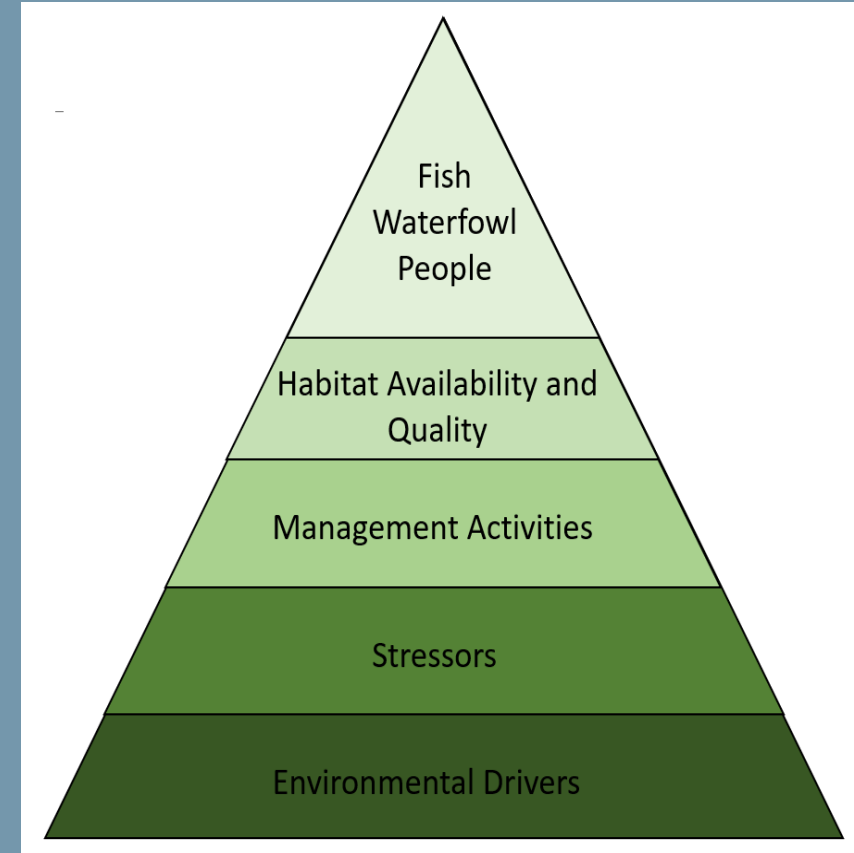 Fish
Waterfowl
People
Habitat Availability and
Quality
Management Activities
Stressors
Environmental Drivers